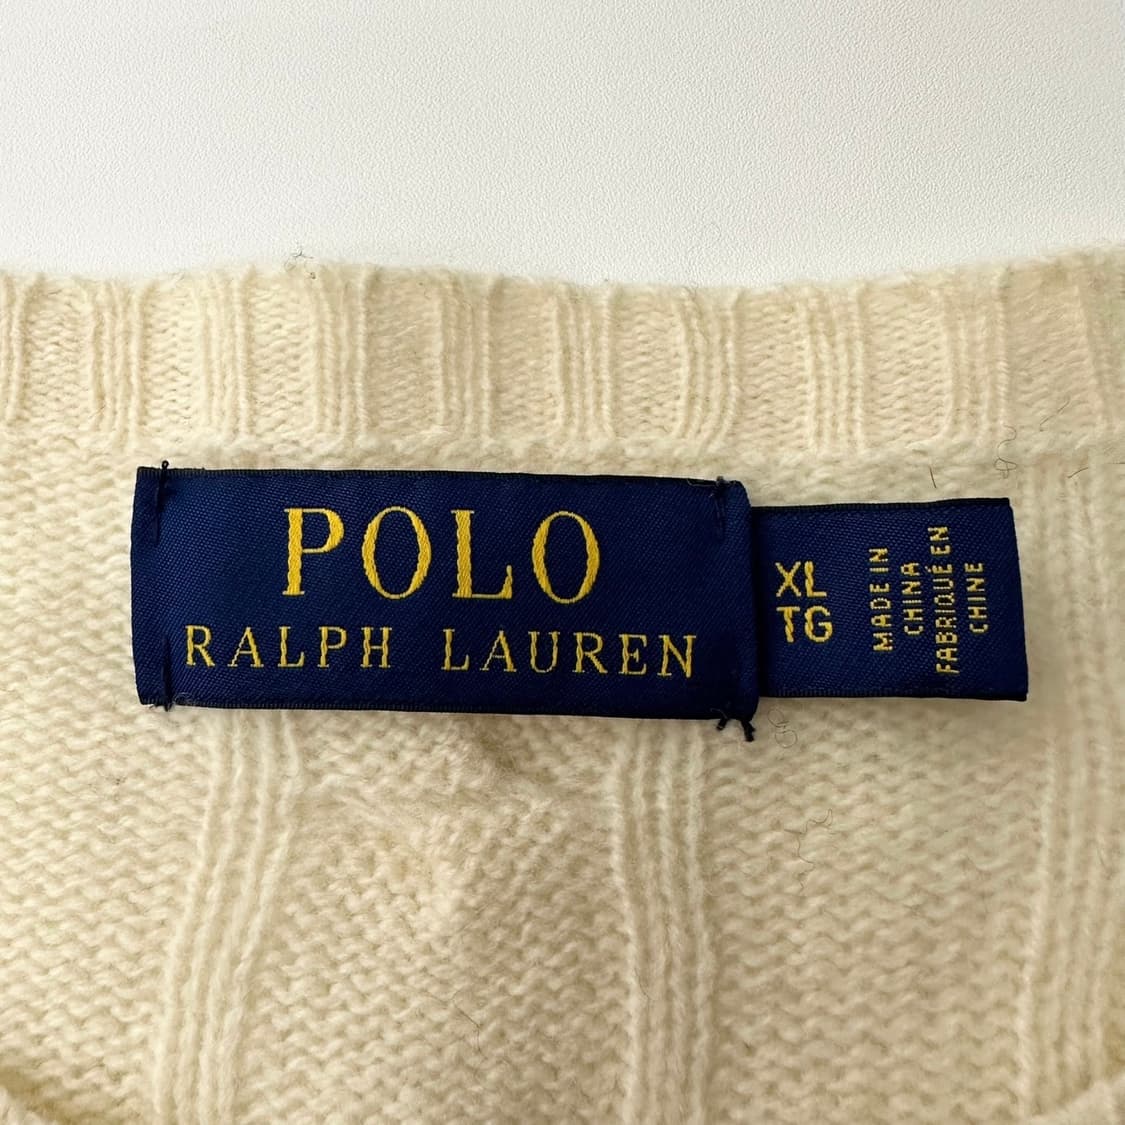 POLO
RALPH LAUREN
XL
TG
MADE IN
CHINA
FABRIQUÉ EN
CHINE